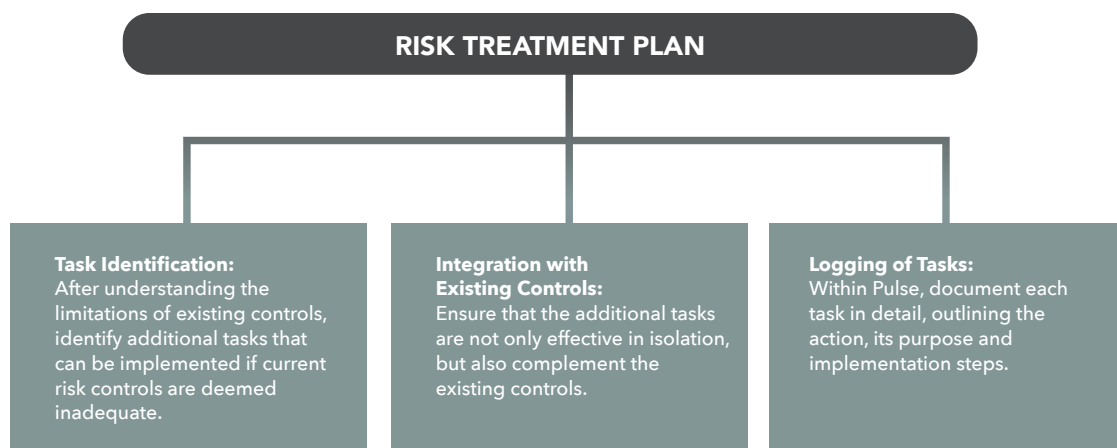 RISK TREATMENT PLAN
Task Identification:
After understanding the
limitations of existing controls,
identify additional tasks that
can be implemented if current
risk controls are deemed
inadequate.
Integration with
Existing Controls:
Ensure that the additional tasks
are not only effective in isolation,
but also complement the
existing controls.
Logging of Tasks:
Within Pulse, document each
task in detail, outlining the
action, its purpose and
implementation steps.